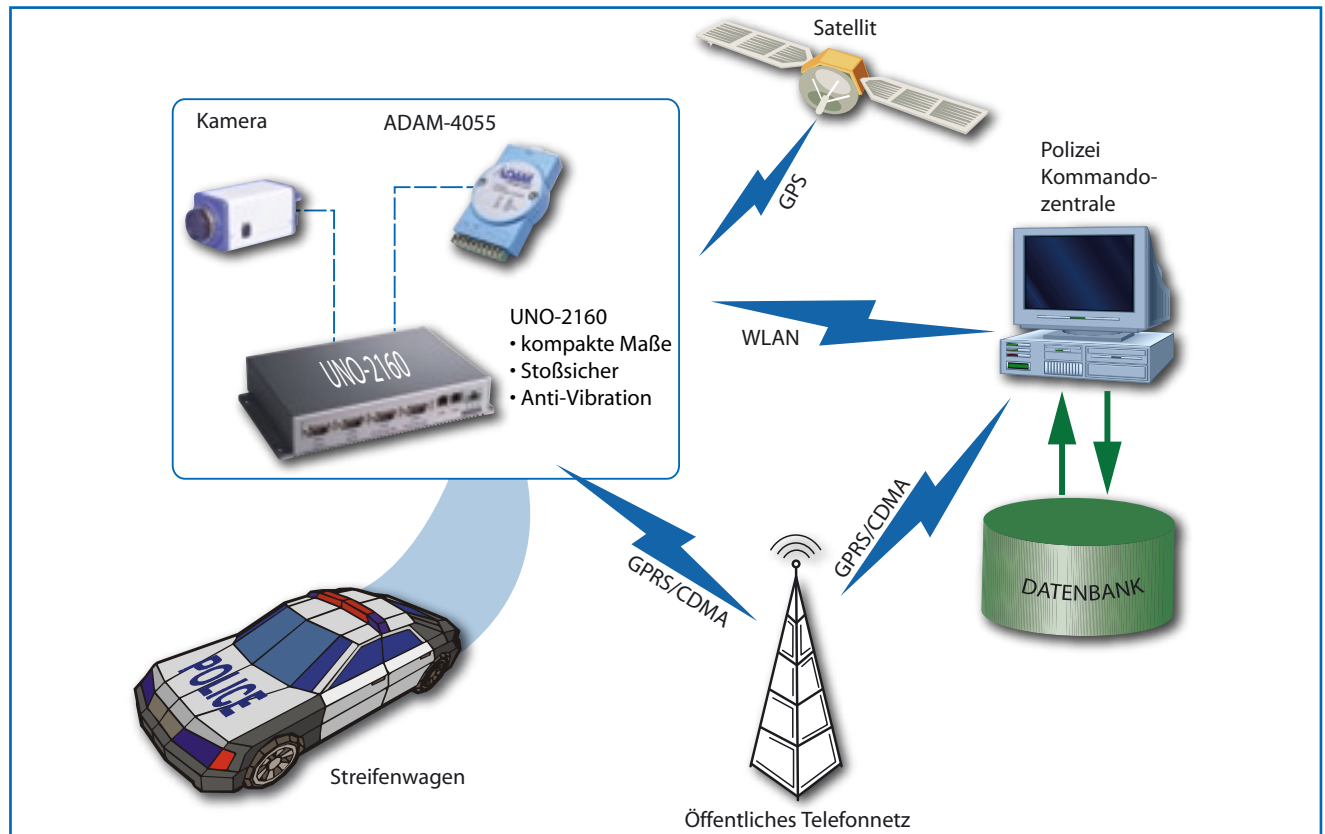 Satellit
Kamera
ADAM-4055
ADAM
GPS
Polizei
Kommando-
zentrale
UNO-2160
UNO-2160
• kompakte Maße
• Stoßsicher
• Anti-Vibration
WLAN
GPRS/CDMA
GPRS/CDMA
DATENBANK
POLICE
Streifenwagen
Öffentliches Telefonnetz